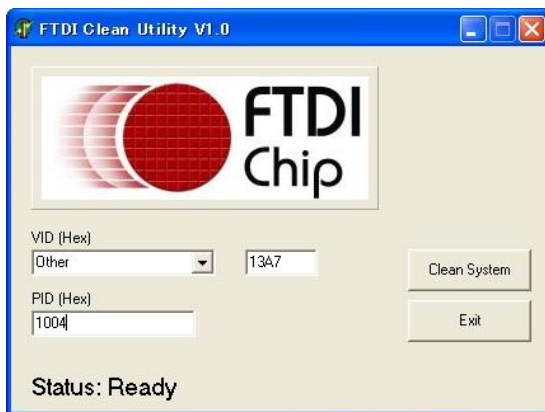 FTDI Clean Utility V1.0
FTDI
Chip
VID (Hex)
Other
13A7
Clean System
PID (Hex)
1004
Exit
Status: Ready